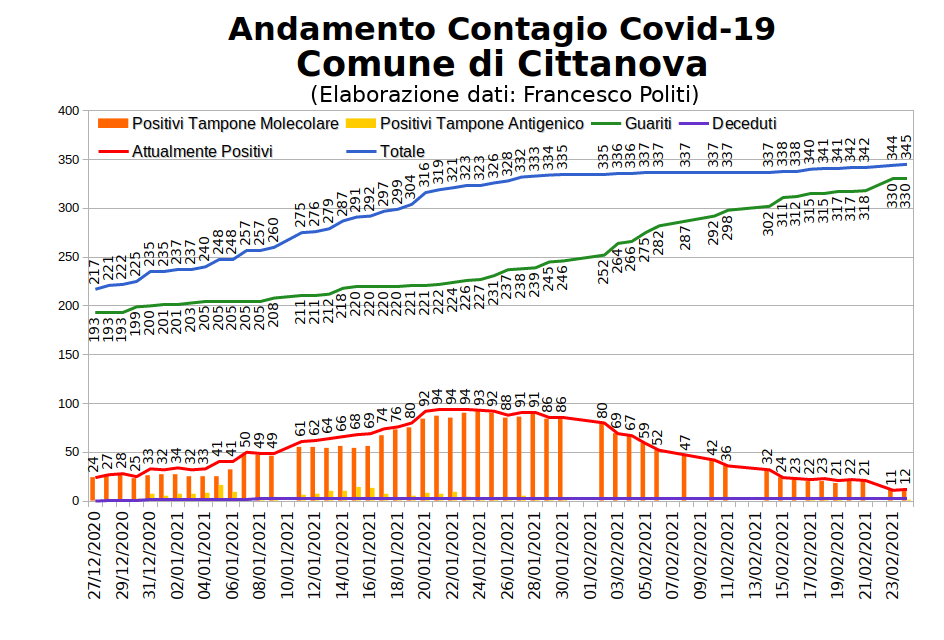 Andamento Contagio Covid-19
Comune di Cittanova
(Elaborazione dati: Francesco Politi)
Positivi Tampone Molecolare Positivi Tampone Antigenico Guariti Deceduti
Attualmente Positivi Totale
400
350
300
250
200
150
100
50
0
217 221 222 225 235 235 237 237 240 248 248 257 257 260 275 276 279 287 291 292 297 299 304 316 319 321 323 323 326 328 332 333 334 335 335 336 336 337 337 337 337 337 337 338 338 340 341 341 342 342 344 345
193 193 193 199 200 201 201 203 205 205 205 205 205 208 211 211 212 218 220 220 220 220 221 221 222 224 226 227 231 237 238 239 245 246 252 264 266 275 282 287 292 298 302 311 312 315 315 317 317 318 330 330
24 27 28 25 33 32 34 32 33 41 41 50 49 49 61 62 64 66 68 69 74 76 80 92 94 94 94 93 92 88 91 91 86 86 80 69 67 59 52 47 42 36 32 24 23 22 23 21 22 21 11 12
27/12/2020 29/12/2020 31/12/2020 02/01/2021 04/01/2021 06/01/2021 08/01/2021 10/01/2021 12/01/2021 14/01/2021 16/01/2021 18/01/2021 20/01/2021 22/01/2021 24/01/2021 26/01/2021 28/01/2021 30/01/2021 01/02/2021 03/02/2021 05/02/2021 07/02/2021 09/02/2021 11/02/2021 13/02/2021 15/02/2021 17/02/2021 19/02/2021 21/02/2021 23/02/2021